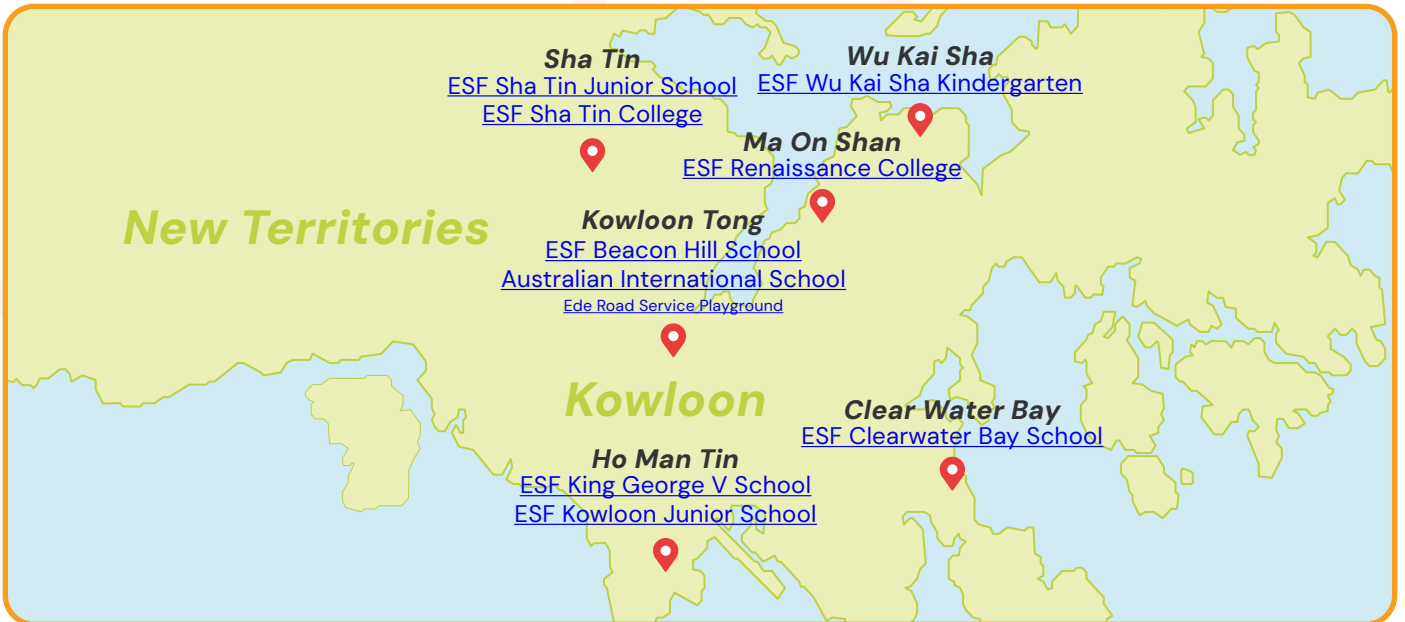 Sha Tin
ESF Sha Tin Junior School
ESF Sha Tin College
Wu Kai Sha
ESF Wu Kai Sha Kindergarten
Ma On Shan
ESF Renaissance College
New Territories
Kowloon Tong
ESF Beacon Hill School
Australian International School
Ede Road Service Playground
Kowloon
Clear Water Bay
ESF Clearwater Bay School
Ho Man Tin
ESF King George V School
ESF Kowloon Junior School